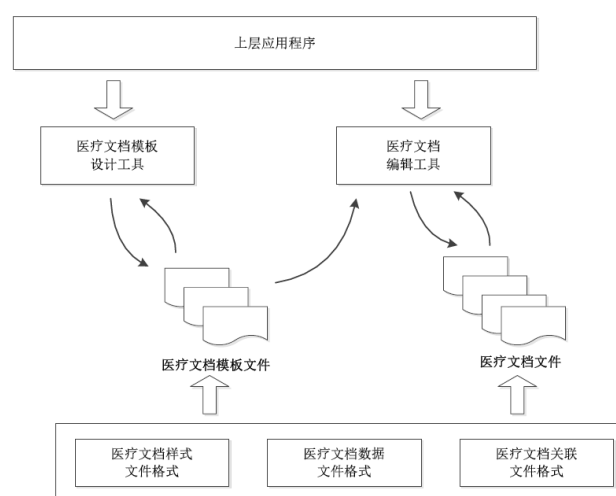 上层应用程序
医疗文档模板
设计工具
医疗文档
编辑工具
医疗文档模板文件
医疗文档文件
医疗文档样式
文件格式
医疗文档数据
文件格式
医疗文档关联
文件格式